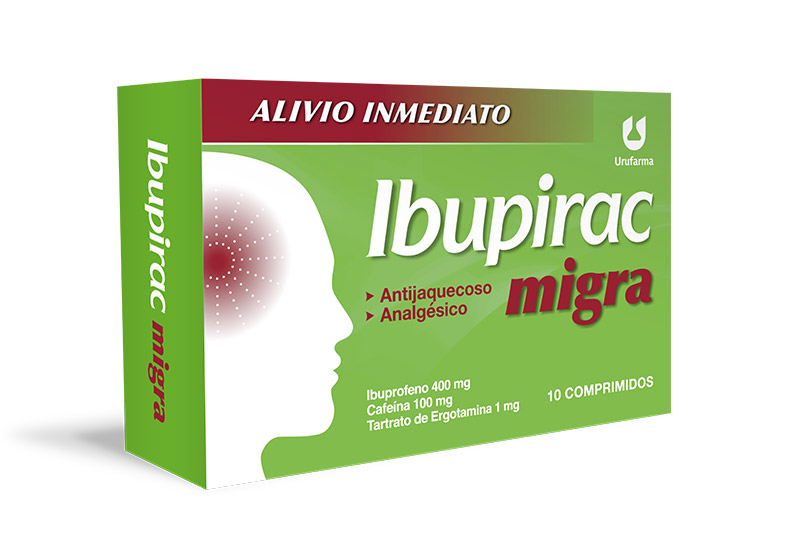 ALIVIO INMEDIATO
Urufarma
Ibupirac
migra
Antijaquecoso
Analgésico
Ibuprofeno 400 mg
Cafeína 100 mg
Tartrato de Ergotamina 1 mg
10 COMPRIMIDOS
Ibupirac migra